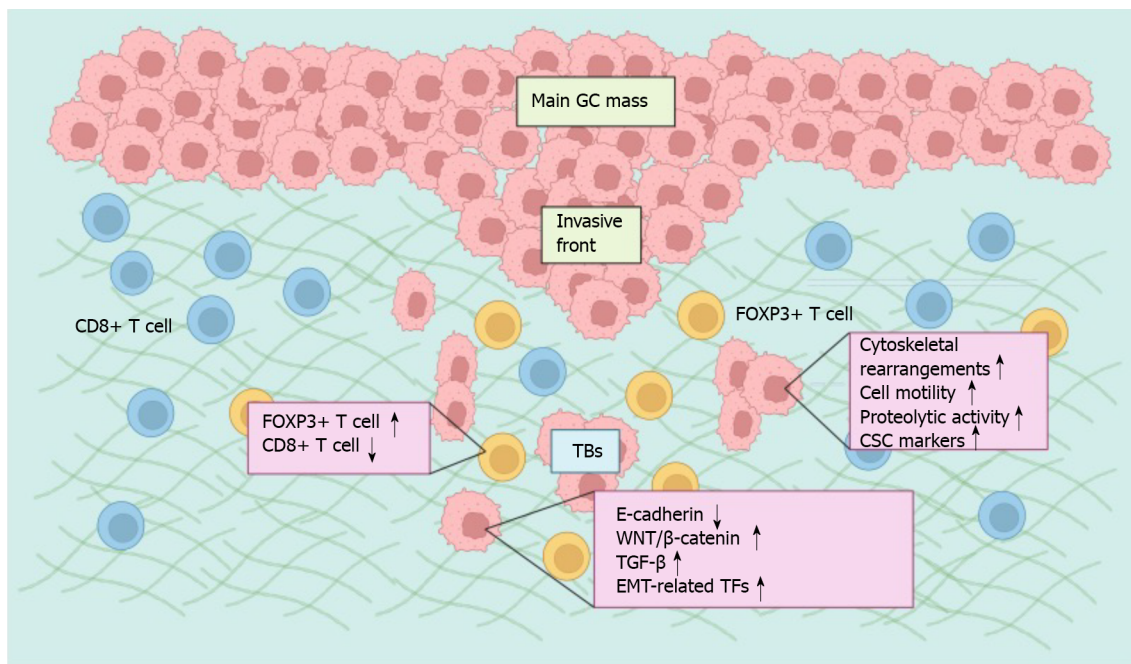 Main GC mass
Invasive
front
CD8+ T cell
FOXP3+ T cell
Cytoskeletal
rearrangements ↑
Cell motility ↑
Proteolytic activity ↑
CSC markers ↑
FOXP3+ T cell ↑
CD8+ T cell ↓
TBs
E-cadherin ↓
WNT/β-catenin ↑
TGF-β ↑
EMT-related TFs ↑